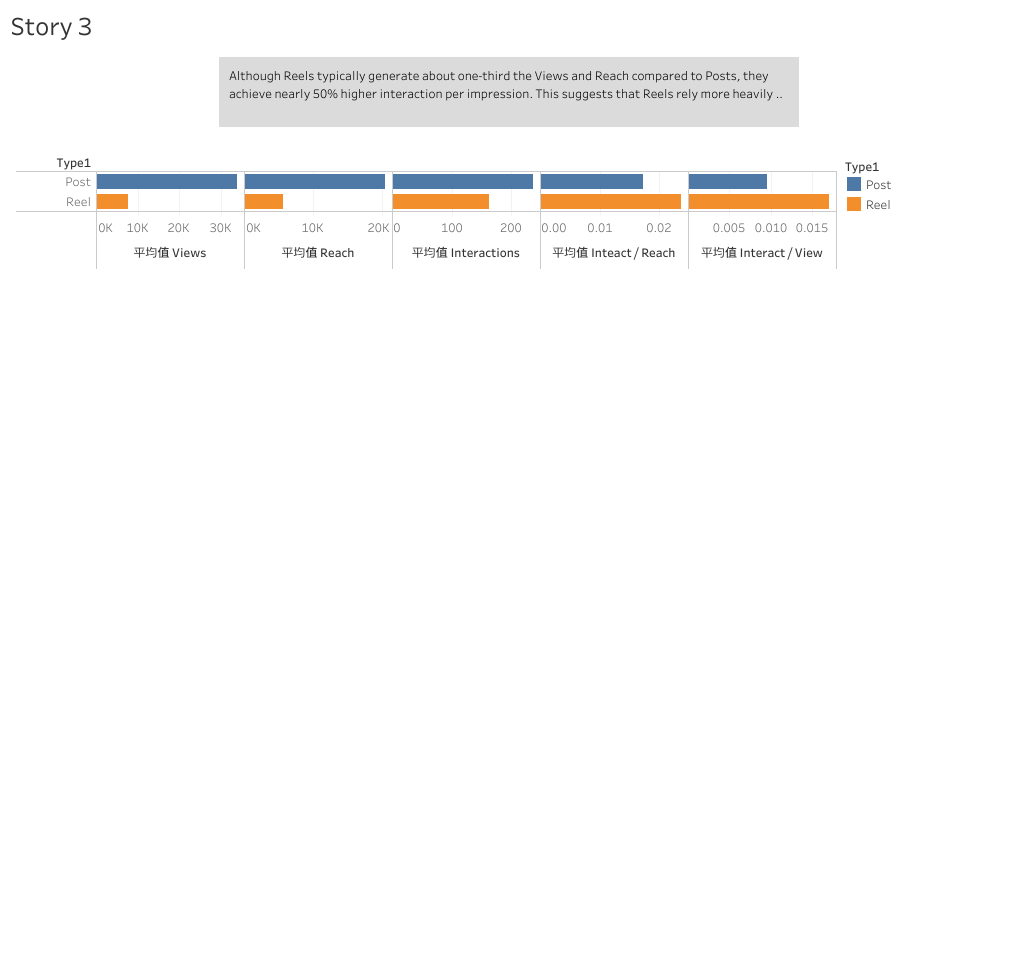 Story 3
Although Reels typically generate about one-third the Views and Reach compared to Posts, they
achieve nearly 50% higher interaction per impression. This suggests that Reels rely more heavily ..
Type1
Post
Reel
0K 10K 20K 30K 0K 10K 20K 0 100 200 0.00 0.01 0.02 0.005 0.010 0.015
平均值 Views 平均值 Reach 平均值 Interactions 平均值 Inteact / Reach 平均值 Interact / View
Type1
Post
Reel